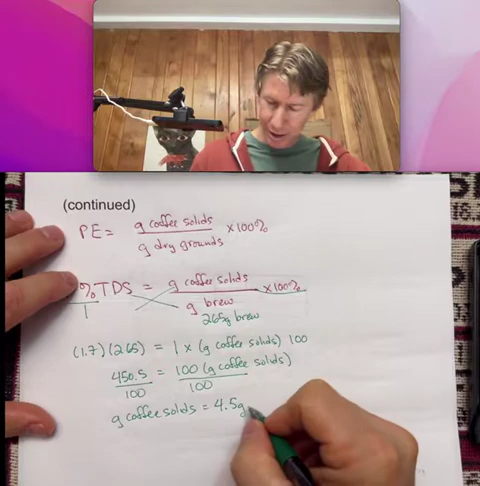 (continued)
PE = g coffee solids / g dry grounds × 100%
%TDS = g coffee solids / g brew × 100%
1
265g brew
(1.7)(265) = 1 × (g coffee solids) 100
450.5 / 100 = 100 (g coffee solids) / 100
g coffee solids = 4.5g